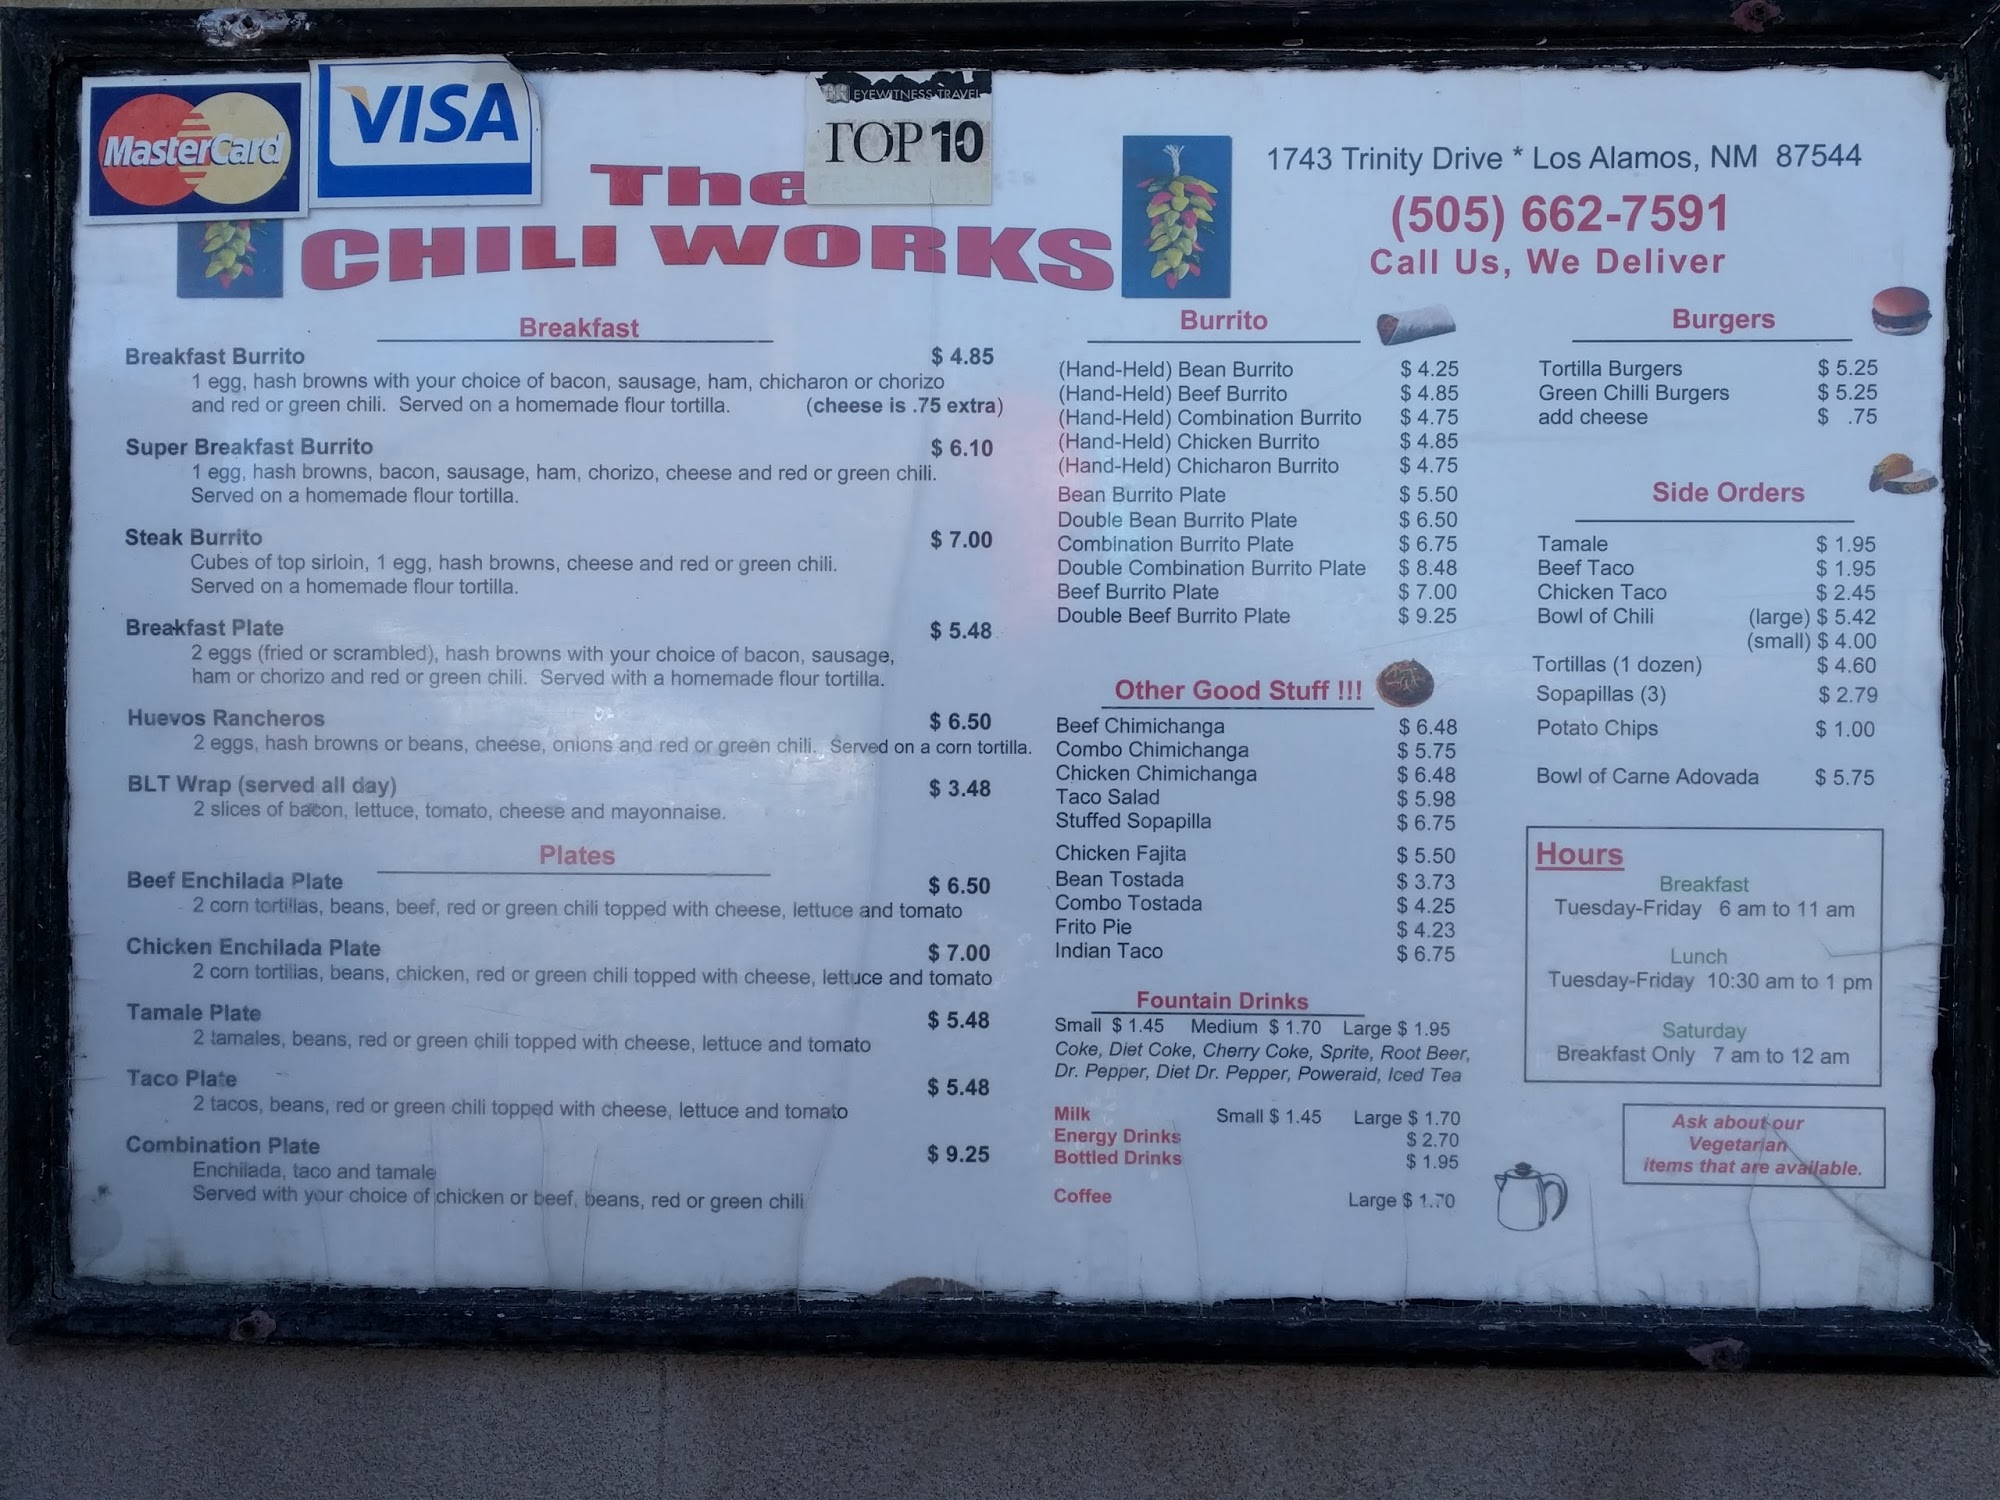 MasterCard
VISA
EYEWITNESS TRAVEL
TOP 10
The
CHILI WORKS
1743 Trinity Drive * Los Alamos, NM 87544
(505) 662-7591
Call Us, We Deliver
Breakfast
Breakfast Burrito $ 4.85
1 egg, hash browns with your choice of bacon, sausage, ham, chicharon or chorizo
and red or green chili. Served on a homemade flour tortilla. (cheese is .75 extra)
Super Breakfast Burrito $ 6.10
1 egg, hash browns, bacon, sausage, ham, chorizo, cheese and red or green chili.
Served on a homemade flour tortilla.
Steak Burrito $ 7.00
Cubes of top sirloin, 1 egg, hash browns, cheese and red or green chili.
Served on a homemade flour tortilla.
Breakfast Plate $ 5.48
2 eggs (fried or scrambled), hash browns with your choice of bacon, sausage,
ham or chorizo and red or green chili. Served with a homemade flour tortilla.
Huevos Rancheros $ 6.50
2 eggs, hash browns or beans, cheese, onions and red or green chili. Served on a corn tortilla.
BLT Wrap (served all day) $ 3.48
2 slices of bacon, lettuce, tomato, cheese and mayonnaise.
Plates
Beef Enchilada Plate $ 6.50
2 corn tortillas, beans, beef, red or green chili topped with cheese, lettuce and tomato
Chicken Enchilada Plate $ 7.00
2 corn tortillas, beans, chicken, red or green chili topped with cheese, lettuce and tomato
Tamale Plate $ 5.48
2 tamales, beans, red or green chili topped with cheese, lettuce and tomato
Taco Plate $ 5.48
2 tacos, beans, red or green chili topped with cheese, lettuce and tomato
Combination Plate $ 9.25
Enchilada, taco and tamale
Served with your choice of chicken or beef, beans, red or green chili
Burrito
(Hand-Held) Bean Burrito $ 4.25
(Hand-Held) Beef Burrito $ 4.85
(Hand-Held) Combination Burrito $ 4.75
(Hand-Held) Chicken Burrito $ 4.85
(Hand-Held) Chicharon Burrito $ 4.75
Bean Burrito Plate $ 5.50
Double Bean Burrito Plate $ 6.50
Combination Burrito Plate $ 6.75
Double Combination Burrito Plate $ 8.48
Beef Burrito Plate $ 7.00
Double Beef Burrito Plate $ 9.25
Other Good Stuff !!!
Beef Chimichanga $ 6.48
Combo Chimichanga $ 5.75
Chicken Chimichanga $ 6.48
Taco Salad $ 5.98
Stuffed Sopapilla $ 6.75
Chicken Fajita $ 5.50
Bean Tostada $ 3.73
Combo Tostada $ 4.25
Frito Pie $ 4.23
Indian Taco $ 6.75
Fountain Drinks
Small $ 1.45 Medium $ 1.70 Large $ 1.95
Coke, Diet Coke, Cherry Coke, Sprite, Root Beer,
Dr. Pepper, Diet Dr. Pepper, Poweraid, Iced Tea
Milk Small $ 1.45 Large $ 1.70
Energy Drinks $ 2.70
Bottled Drinks $ 1.95
Coffee Large $ 1.70
Burgers
Tortilla Burgers $ 5.25
Green Chilli Burgers $ 5.25
add cheese $ .75
Side Orders
Tamale $ 1.95
Beef Taco $ 1.95
Chicken Taco $ 2.45
Bowl of Chili (large) $ 5.42
(small) $ 4.00
Tortillas (1 dozen) $ 4.60
Sopapillas (3) $ 2.79
Potato Chips $ 1.00
Bowl of Carne Adovada $ 5.75
Hours
Breakfast
Tuesday-Friday 6 am to 11 am
Lunch
Tuesday-Friday 10:30 am to 1 pm
Saturday
Breakfast Only 7 am to 12 am
Ask about our
Vegetarian
items that are available.